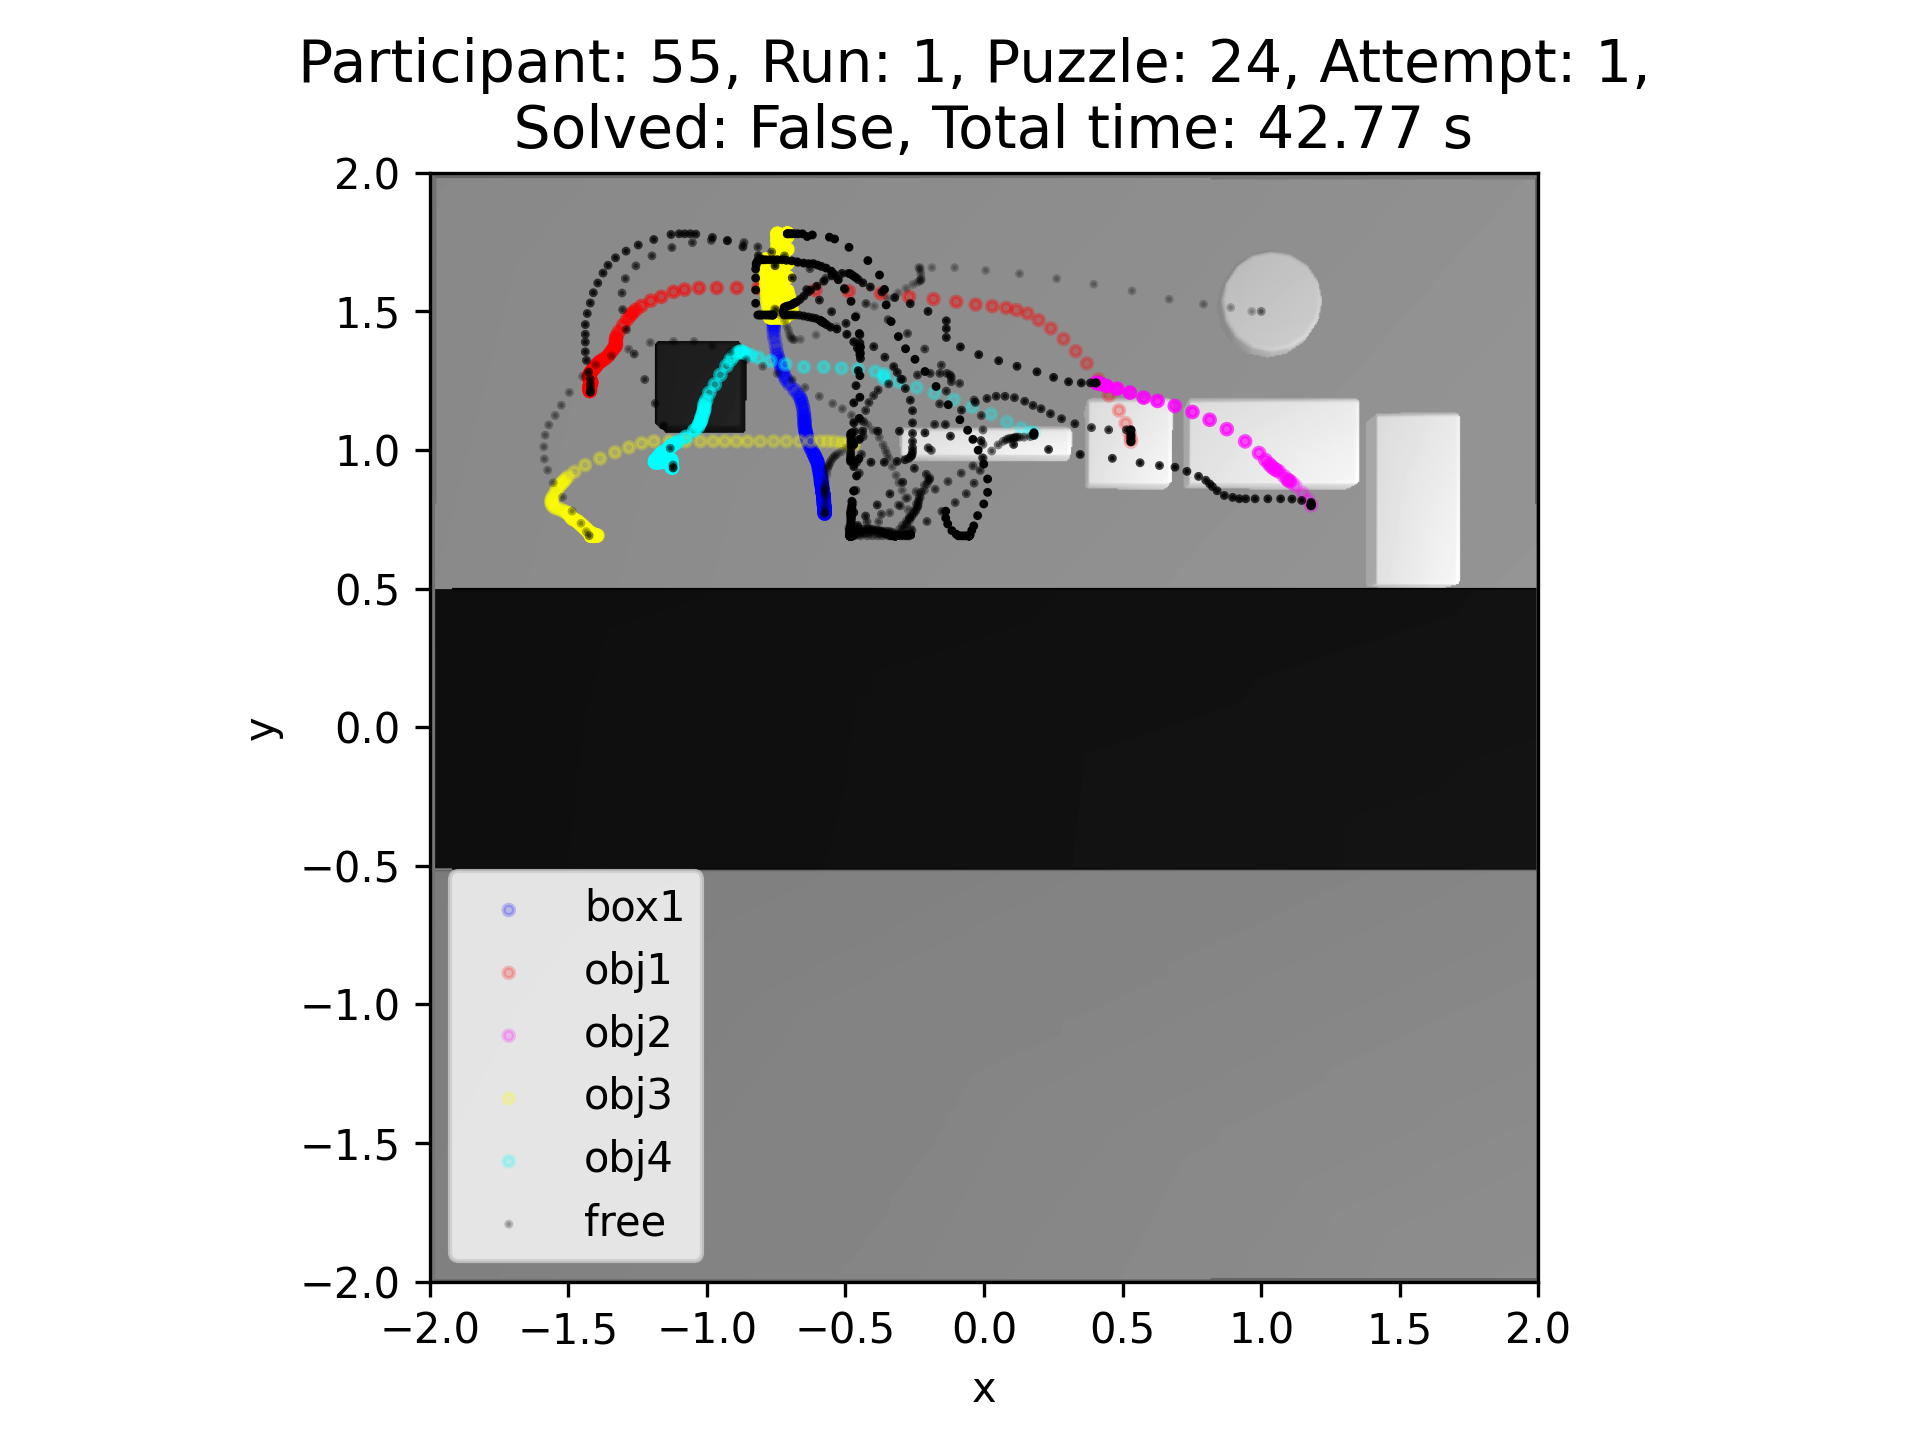 Participant: 55, Run: 1, Puzzle: 24, Attempt: 1,
Solved: False, Total time: 42.77 s
2.0
1.5
1.0
0.5
0.0
−0.5
−1.0
−1.5
−2.0
y
box1
obj1
obj2
obj3
obj4
free
−2.0 −1.5 −1.0 −0.5 0.0 0.5 1.0 1.5 2.0
x